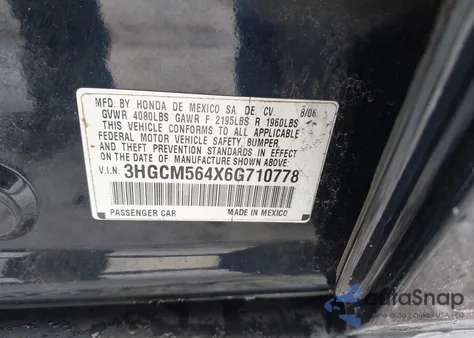 MFD. BY HONDA DE MEXICO SA. DE. CV. 8/06
GVWR 4080LBS GAWR F 2195LBS R 1960LBS
THIS VEHICLE CONFORMS TO ALL APPLICABLE
FEDERAL MOTOR VEHICLE SAFETY, BUMPER,
AND THEFT PREVENTION STANDARDS IN EFFECT
ON THE DATE OF MANUFACTURE SHOWN ABOVE.
V.I.N. 3HGCM564X6G710778
PASSENGER CAR MADE IN MEXICO
autoSnap